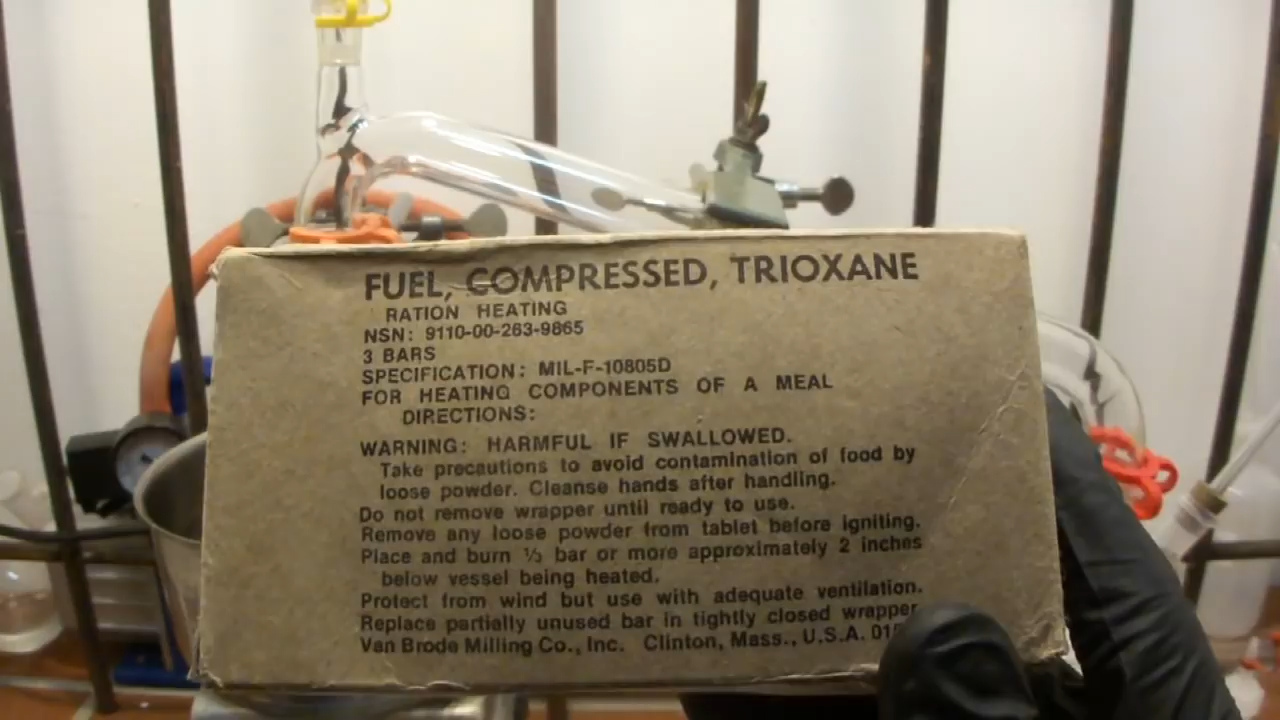 FUEL, COMPRESSED, TRIOXANE
RATION HEATING
NSN: 9110-00-263-9865
3 BARS
SPECIFICATION: MIL-F-10805D
FOR HEATING COMPONENTS OF A MEAL
DIRECTIONS:
WARNING: HARMFUL IF SWALLOWED.
Take precautions to avoid contamination of food by
loose powder. Cleanse hands after handling.
Do not remove wrapper until ready to use.
Remove any loose powder from tablet before igniting.
Place and burn ½ bar or more approximately 2 inches
below vessel being heated.
Protect from wind but use with adequate ventilation.
Replace partially unused bar in tightly closed wrapper
Van Brode Milling Co., Inc. Clinton, Mass., U.S.A.